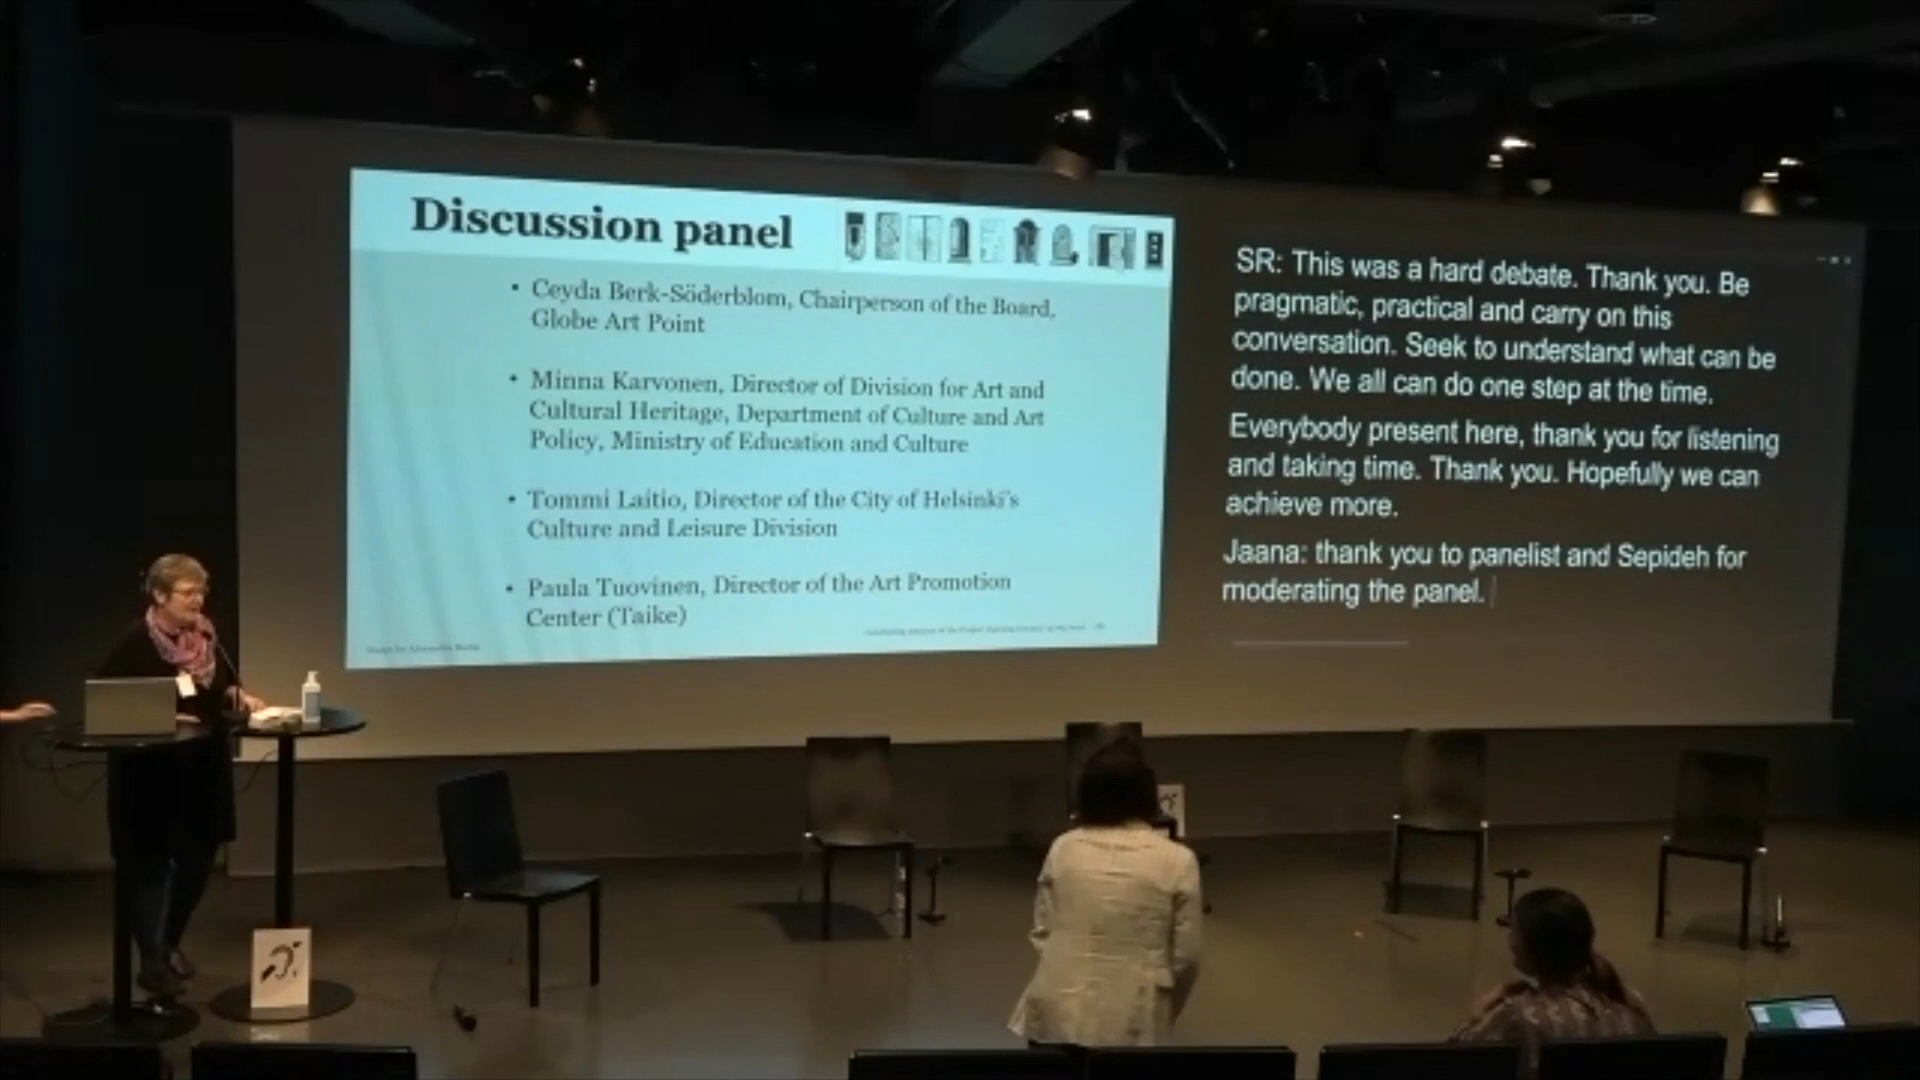 Discussion panel
• Ceyda Berk-Söderblom, Chairperson of the Board,
Globe Art Point
• Minna Karvonen, Director of Division for Art and
Cultural Heritage, Department of Culture and Art
Policy, Ministry of Education and Culture
• Tommi Laitio, Director of the City of Helsinki's
Culture and Leisure Division
• Paula Tuovinen, Director of the Art Promotion
Center (Taike)
SR: This was a hard debate. Thank you. Be
pragmatic, practical and carry on this
conversation. Seek to understand what can be
done. We all can do one step at the time.
Everybody present here, thank you for listening
and taking time. Thank you. Hopefully we can
achieve more.
Jaana: thank you to panelist and Sepideh for
moderating the panel.